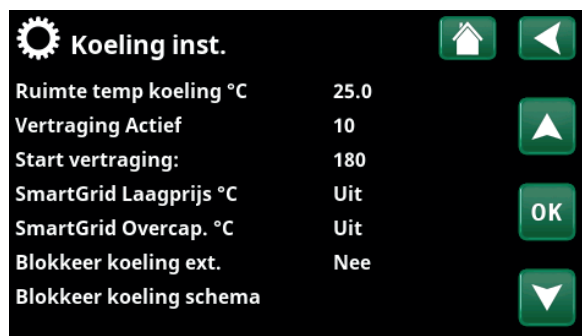 Koeling inst.
Ruimte temp koeling °C 25.0
Vertraging Actief 10
Start vertraging: 180
SmartGrid Laagprijs °C Uit
SmartGrid Overcap. °C Uit
OK
Blokkeer koeling ext. Nee
Blokkeer koeling schema